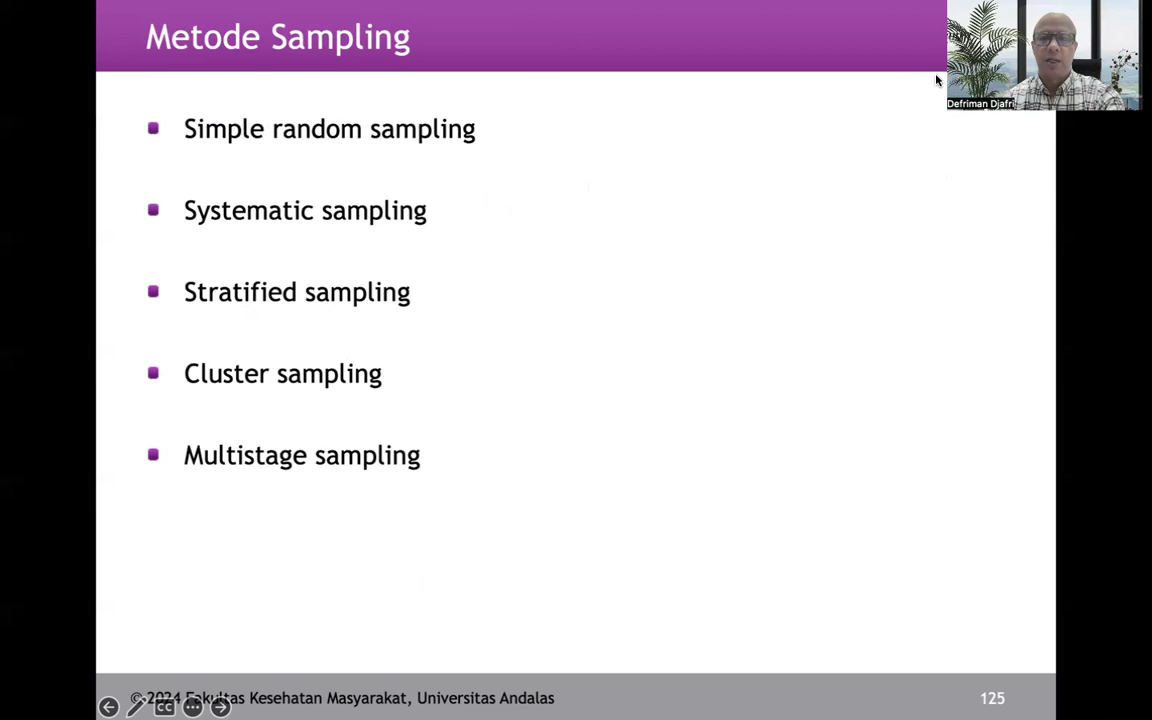 Metode Sampling
Defriman Djafri
Simple random sampling
Systematic sampling
Stratified sampling
Cluster sampling
Multistage sampling
© 2024 Fakultas Kesehatan Masyarakat, Universitas Andalas
125
CC